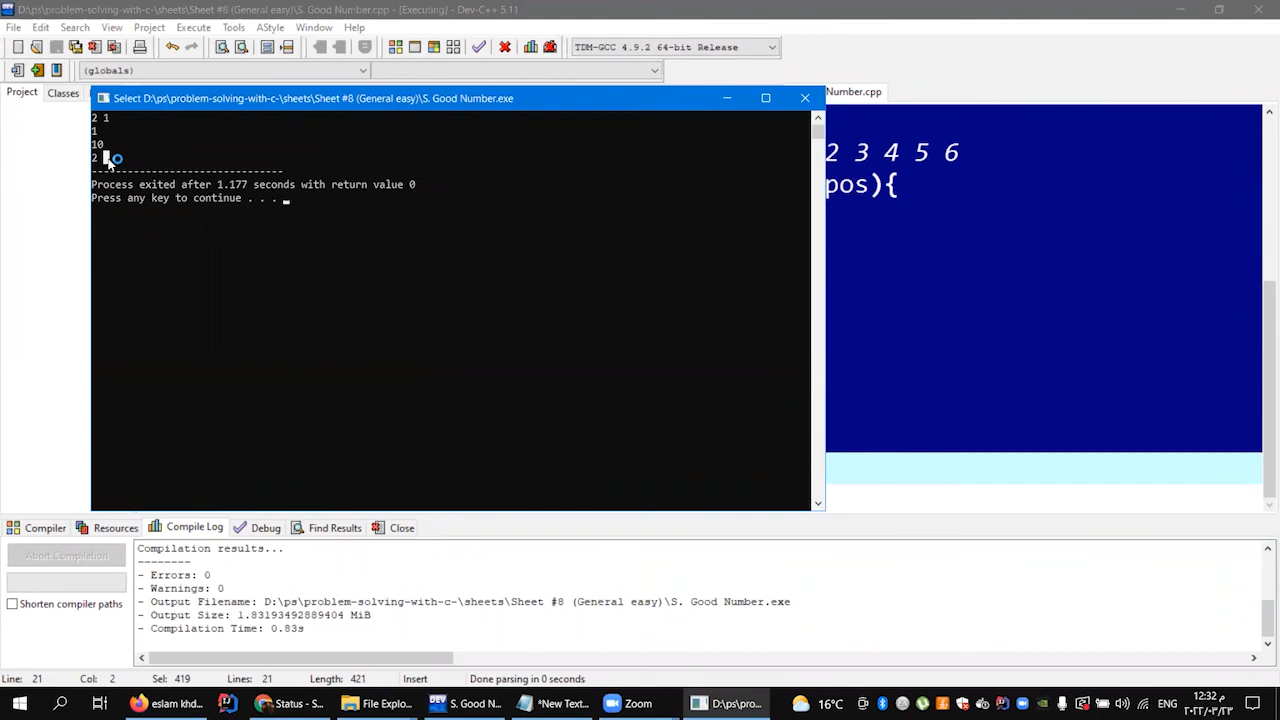 D:\ps\problem-solving-with-c-\sheets\Sheet #8 (General easy)\S. Good Number.cpp - [Executing] - Dev-C++ 5.11
File Edit Search View Project Execute Tools AStyle Window Help
TDM-GCC 4.9.2 64-bit Release
(globals)
Project Classes
Number.cpp
Select D:\ps\problem-solving-with-c-\sheets\Sheet #8 (General easy)\S. Good Number.exe
2 1
1
10
2
--------------------------------
Process exited after 1.177 seconds with return value 0
Press any key to continue . . .
2 3 4 5 6
pos){
Compiler Resources Compile Log Debug Find Results Close
Abort Compilation
Shorten compiler paths
Compilation results...
--------
- Errors: 0
- Warnings: 0
- Output Filename: D:\ps\problem-solving-with-c-\sheets\Sheet #8 (General easy)\S. Good Number.exe
- Output Size: 1.83193492889404 MiB
- Compilation Time: 0.83s
Line: 21 Col: 2 Sel: 419 Lines: 21 Length: 421 Insert Done parsing in 0 seconds
eslam khd... Status - S... File Explo... S. Good N... *New Text... Zoom D:\ps\pro... 16°C ENG
12:32 م
٢٠٢٢/٠٣/٠٣